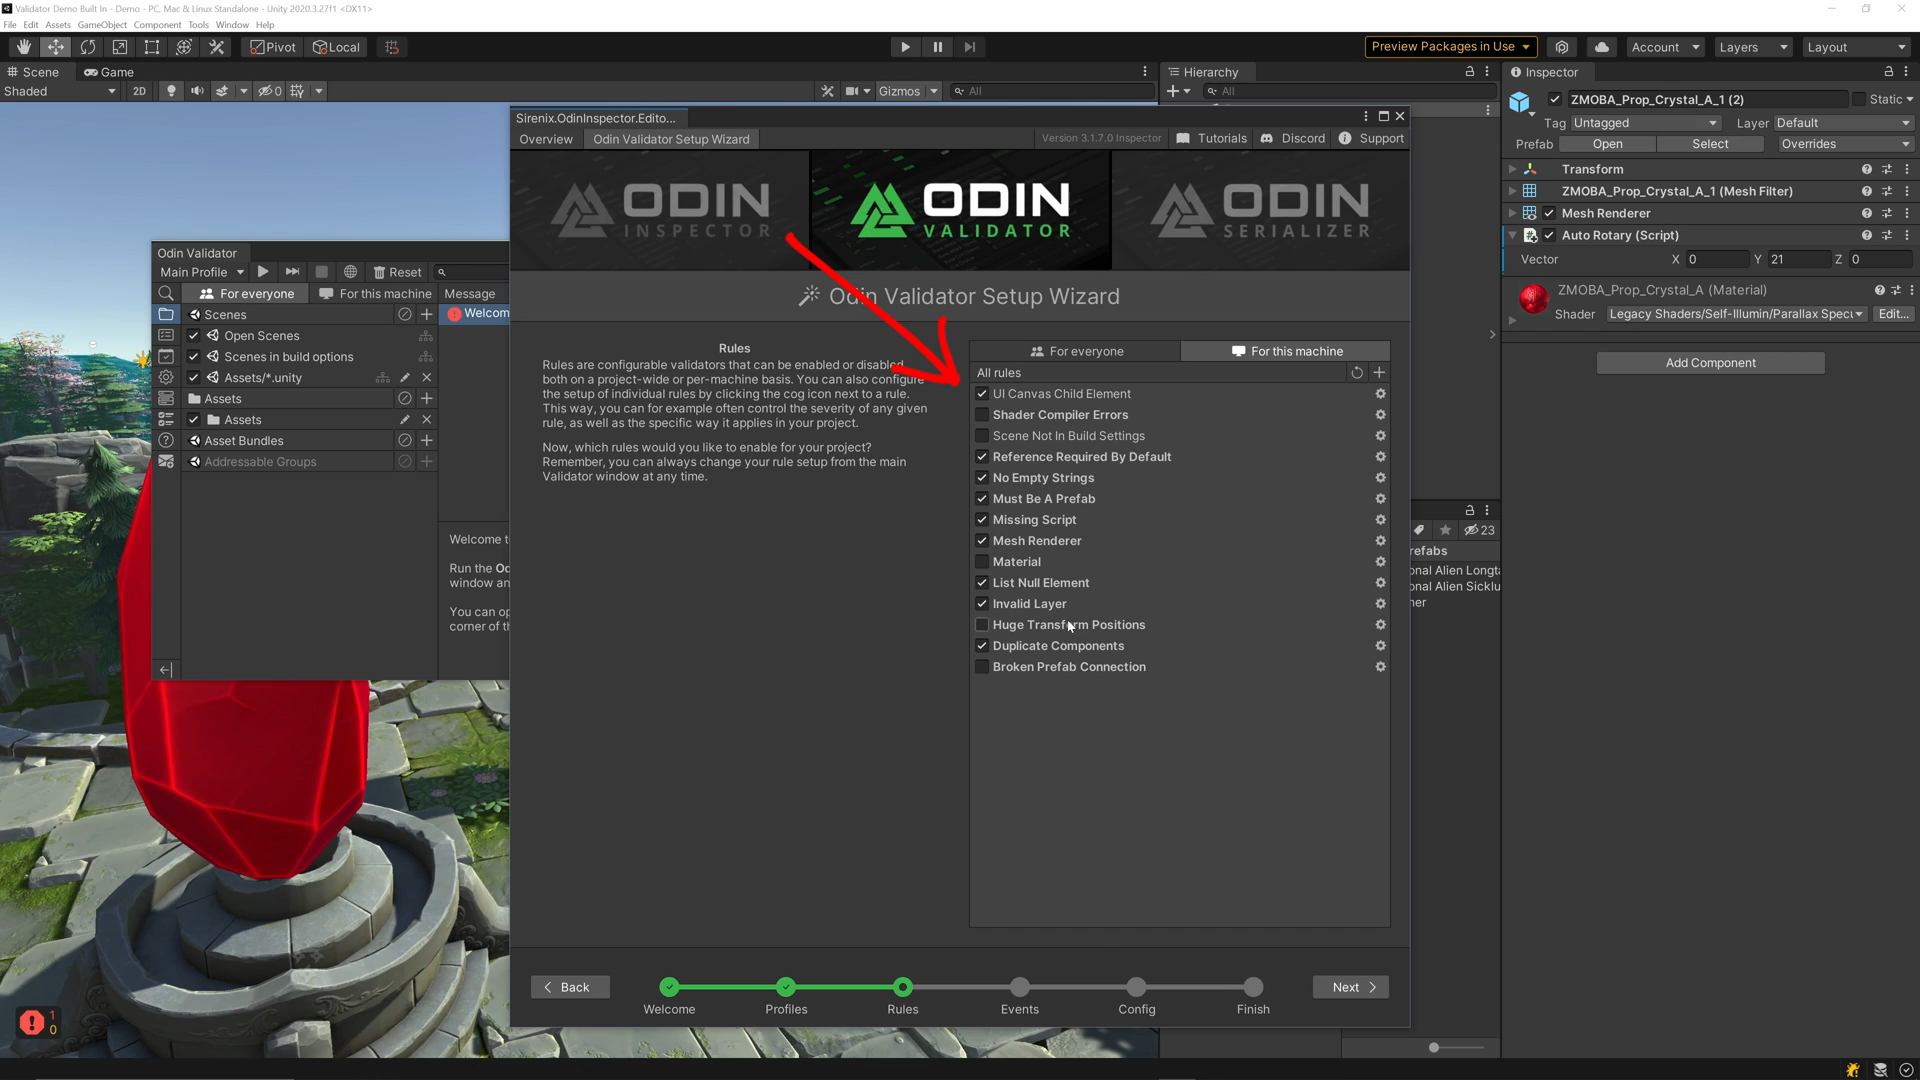 Validator Demo Built In - Demo - PC, Mac & Linux Standalone - Unity 2020.3.27f1 <DX11>
File Edit Assets GameObject Component Tools Window Help
Pivot Local
Preview Packages in Use Account Layers Layout
Scene Game
Shaded 2D 0 Gizmos All
Hierarchy
All
Inspector
ZMOBA_Prop_Crystal_A_1 (2) Static
Tag Untagged Layer Default
Prefab Open Select Overrides
Transform
ZMOBA_Prop_Crystal_A_1 (Mesh Filter)
Mesh Renderer
Auto Rotary (Script)
Vector X 0 Y 21 Z 0
ZMOBA_Prop_Crystal_A (Material)
Shader Legacy Shaders/Self-Illumin/Parallax Specu Edit...
Add Component
Sirenix.OdinInspector.Edito...
Overview Odin Validator Setup Wizard Version 3.1.7.0 Inspector Tutorials Discord Support
ODIN INSPECTOR
ODIN VALIDATOR
ODIN SERIALIZER
Odin Validator Setup Wizard
Rules
Rules are configurable validators that can be enabled or disabled
both on a project-wide or per-machine basis. You can also configure
the setup of individual rules by clicking the cog icon next to a rule.
This way, you can for example often control the severity of any given
rule, as well as the specific way it applies in your project.
Now, which rules would you like to enable for your project?
Remember, you can always change your rule setup from the main
Validator window at any time.
For everyone For this machine
All rules
UI Canvas Child Element
Shader Compiler Errors
Scene Not In Build Settings
Reference Required By Default
No Empty Strings
Must Be A Prefab
Missing Script
Mesh Renderer
Material
List Null Element
Invalid Layer
Huge Transform Positions
Duplicate Components
Broken Prefab Connection
Back Next
Welcome Profiles Rules Events Config Finish
Odin Validator
Main Profile Reset
For everyone For this machine Message
Scenes
Open Scenes
Scenes in build options
Assets/*.unity
Assets
Assets
Asset Bundles
Addressable Groups
Welcom
Welcome t
Run the Oc
window an
You can op
corner of th
23
refabs
onal Alien Longta
onal Alien Sicklu
ner
1
0